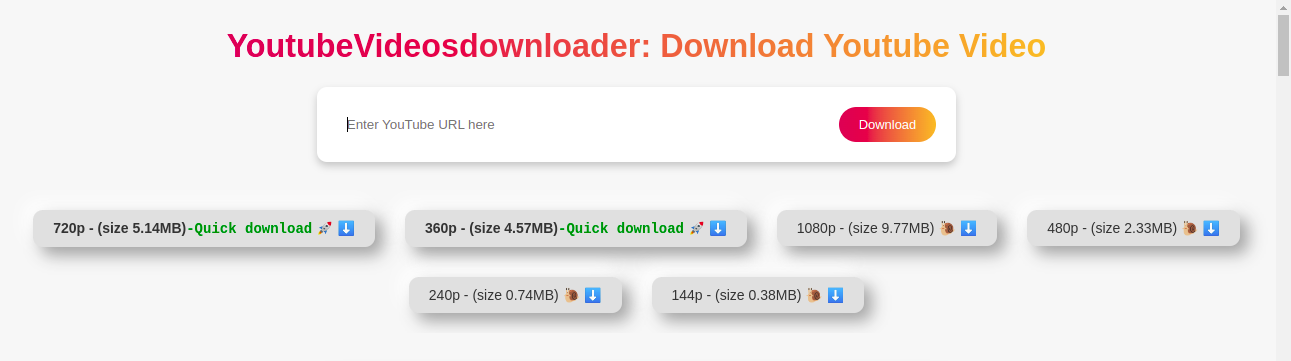 YoutubeVideosdownloader: Download Youtube Video
Enter YouTube URL here
Download
720p - (size 5.14MB)-Quick download 🚀 ⬇️
360p - (size 4.57MB)-Quick download 🚀 ⬇️
1080p - (size 9.77MB) 🐌 ⬇️
480p - (size 2.33MB) 🐌 ⬇️
240p - (size 0.74MB) 🐌 ⬇️
144p - (size 0.38MB) 🐌 ⬇️